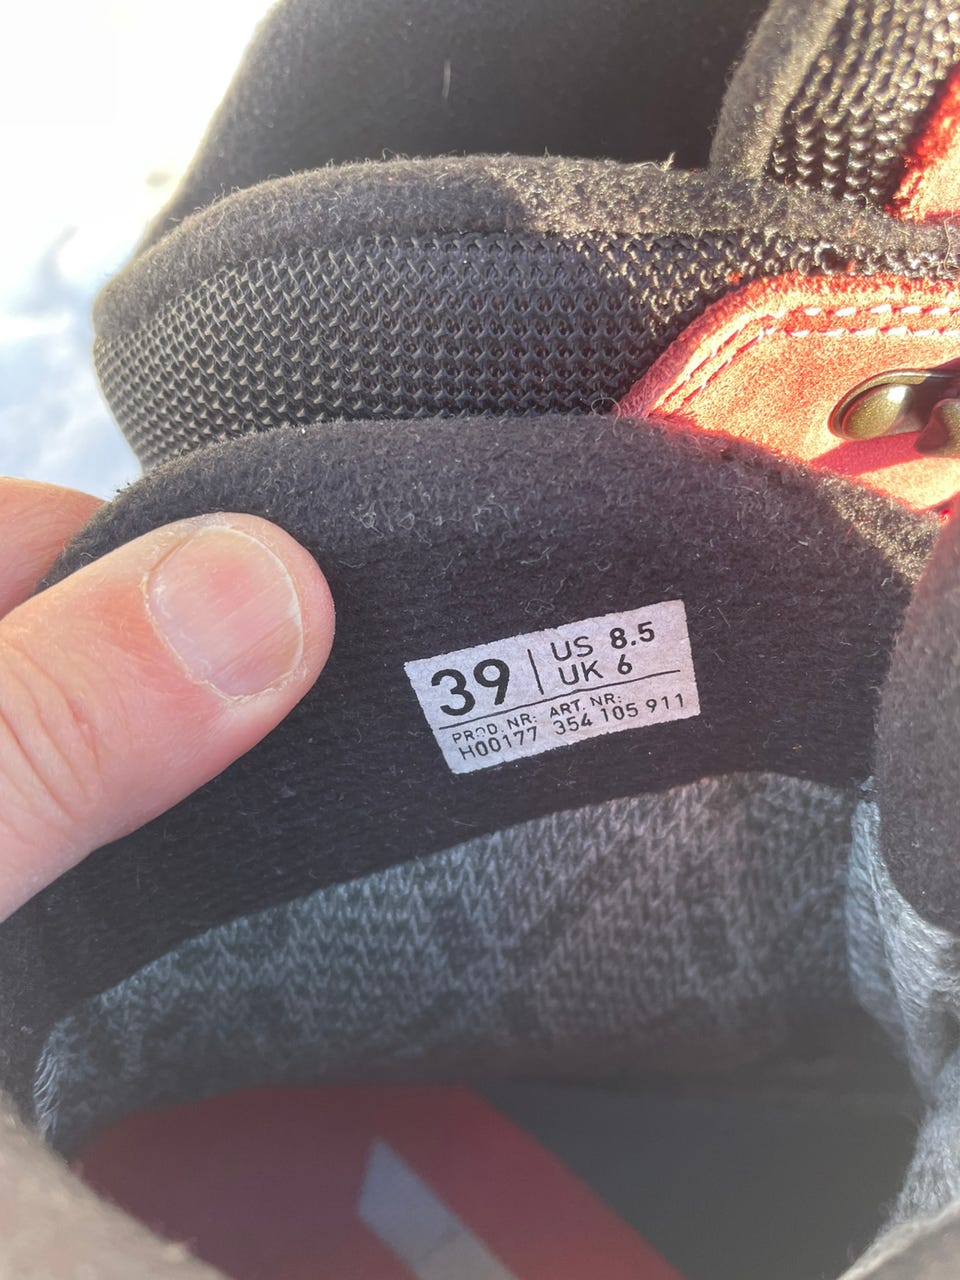 39 | US 8.5
UK 6
PROD. NR: ART. NR:
H00177 354 105 911